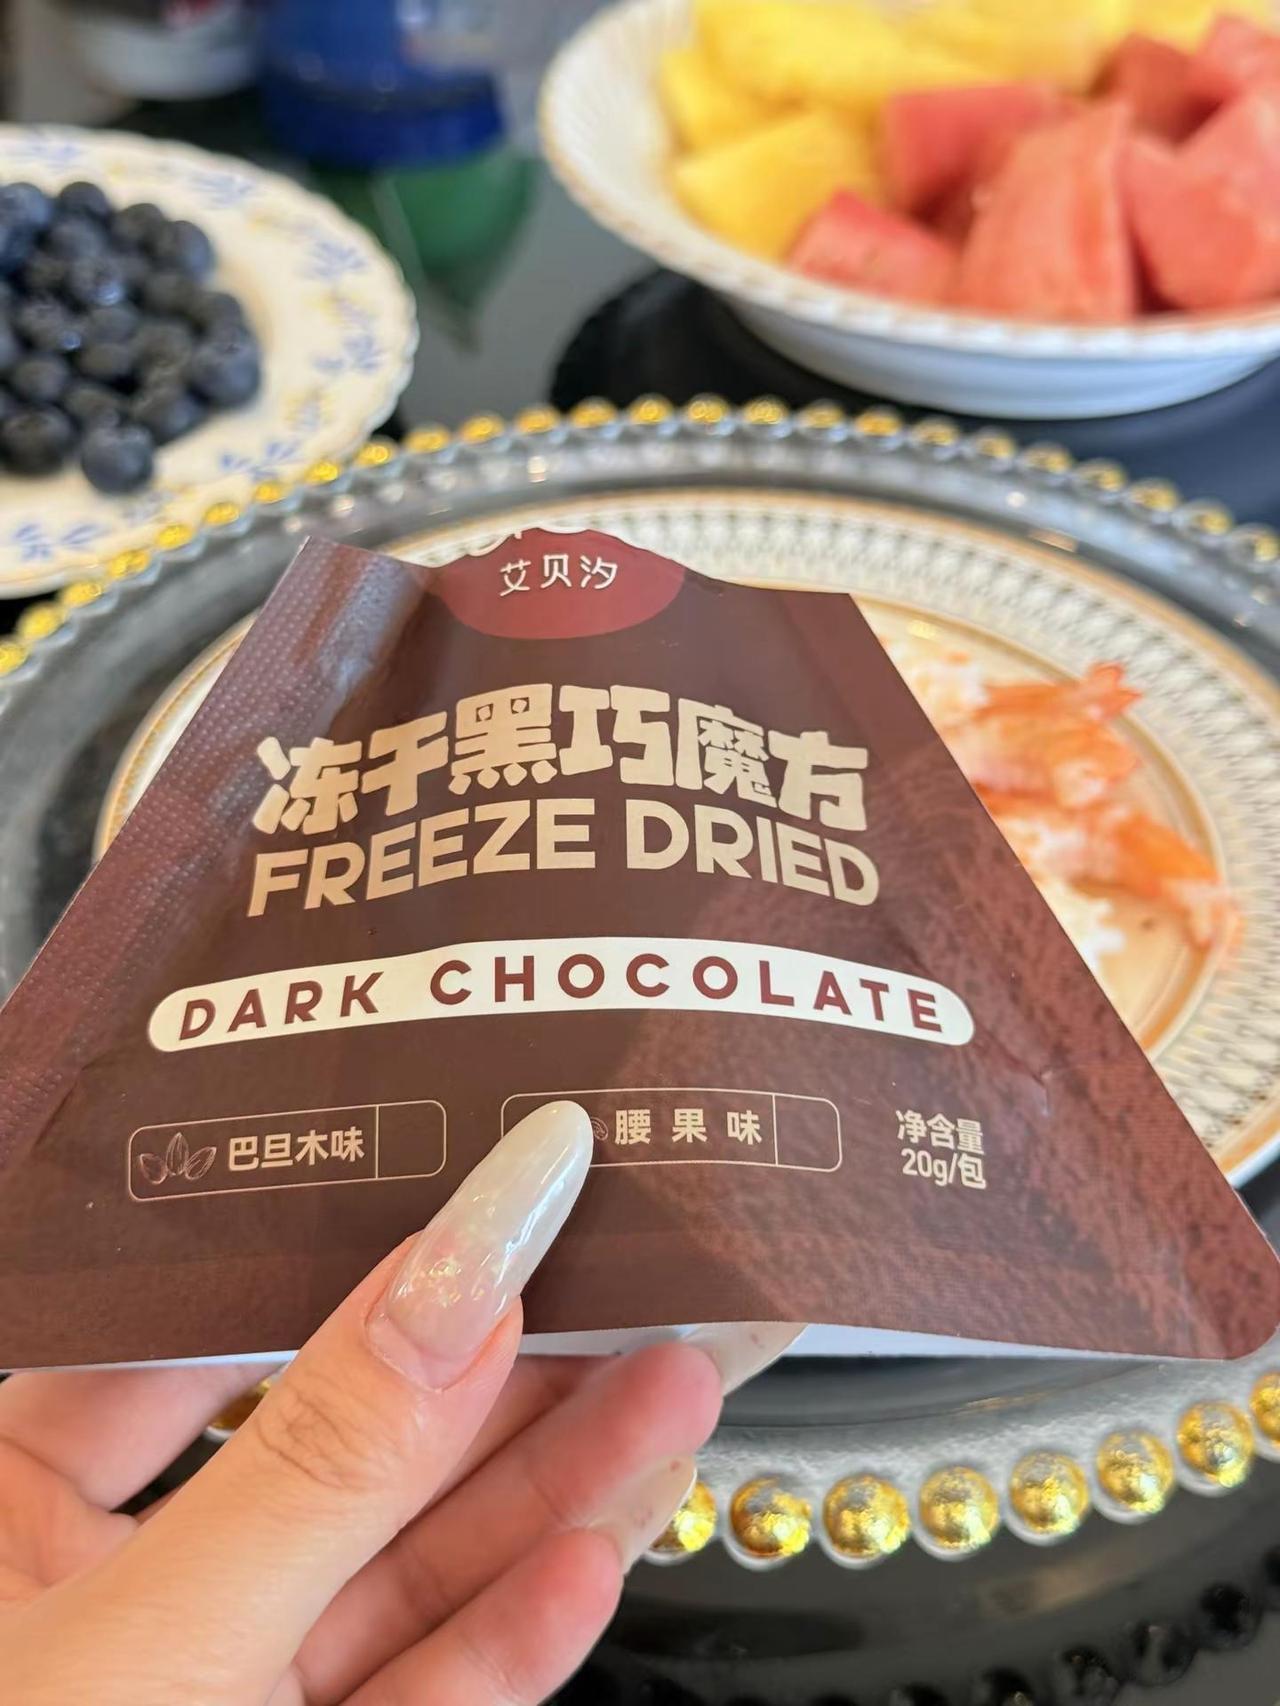 艾贝汐
冻干黑巧魔方
FREEZE DRIED
DARK CHOCOLATE
巴旦木味
腰果味
净含量
20g/包